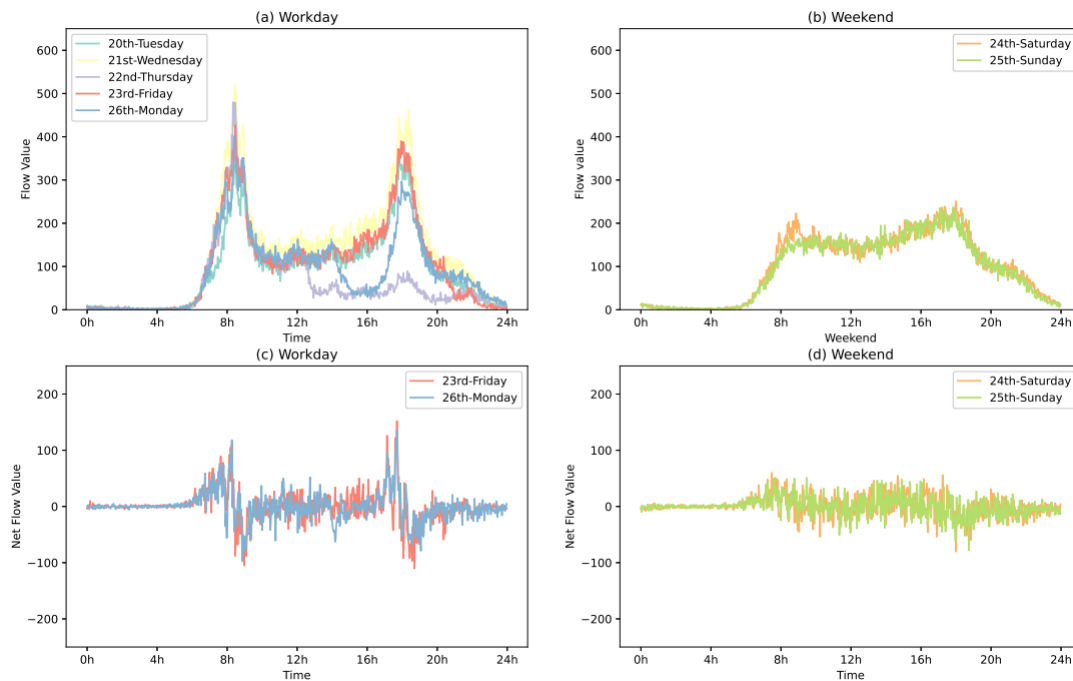 (a) Workday
600
500
400
300
200
100
0
Flow Value
20th-Tuesday
21st-Wednesday
22nd-Thursday
23rd-Friday
26th-Monday
0h 4h 8h 12h 16h 20h 24h
Time
(b) Weekend
600
500
400
300
200
100
0
Flow value
24th-Saturday
25th-Sunday
0h 4h 8h 12h 16h 20h 24h
Weekend
(c) Workday
200
100
0
−100
−200
Net Flow Value
23rd-Friday
26th-Monday
0h 4h 8h 12h 16h 20h 24h
Time
(d) Weekend
200
100
0
−100
−200
Net Flow Value
24th-Saturday
25th-Sunday
0h 4h 8h 12h 16h 20h 24h
Time